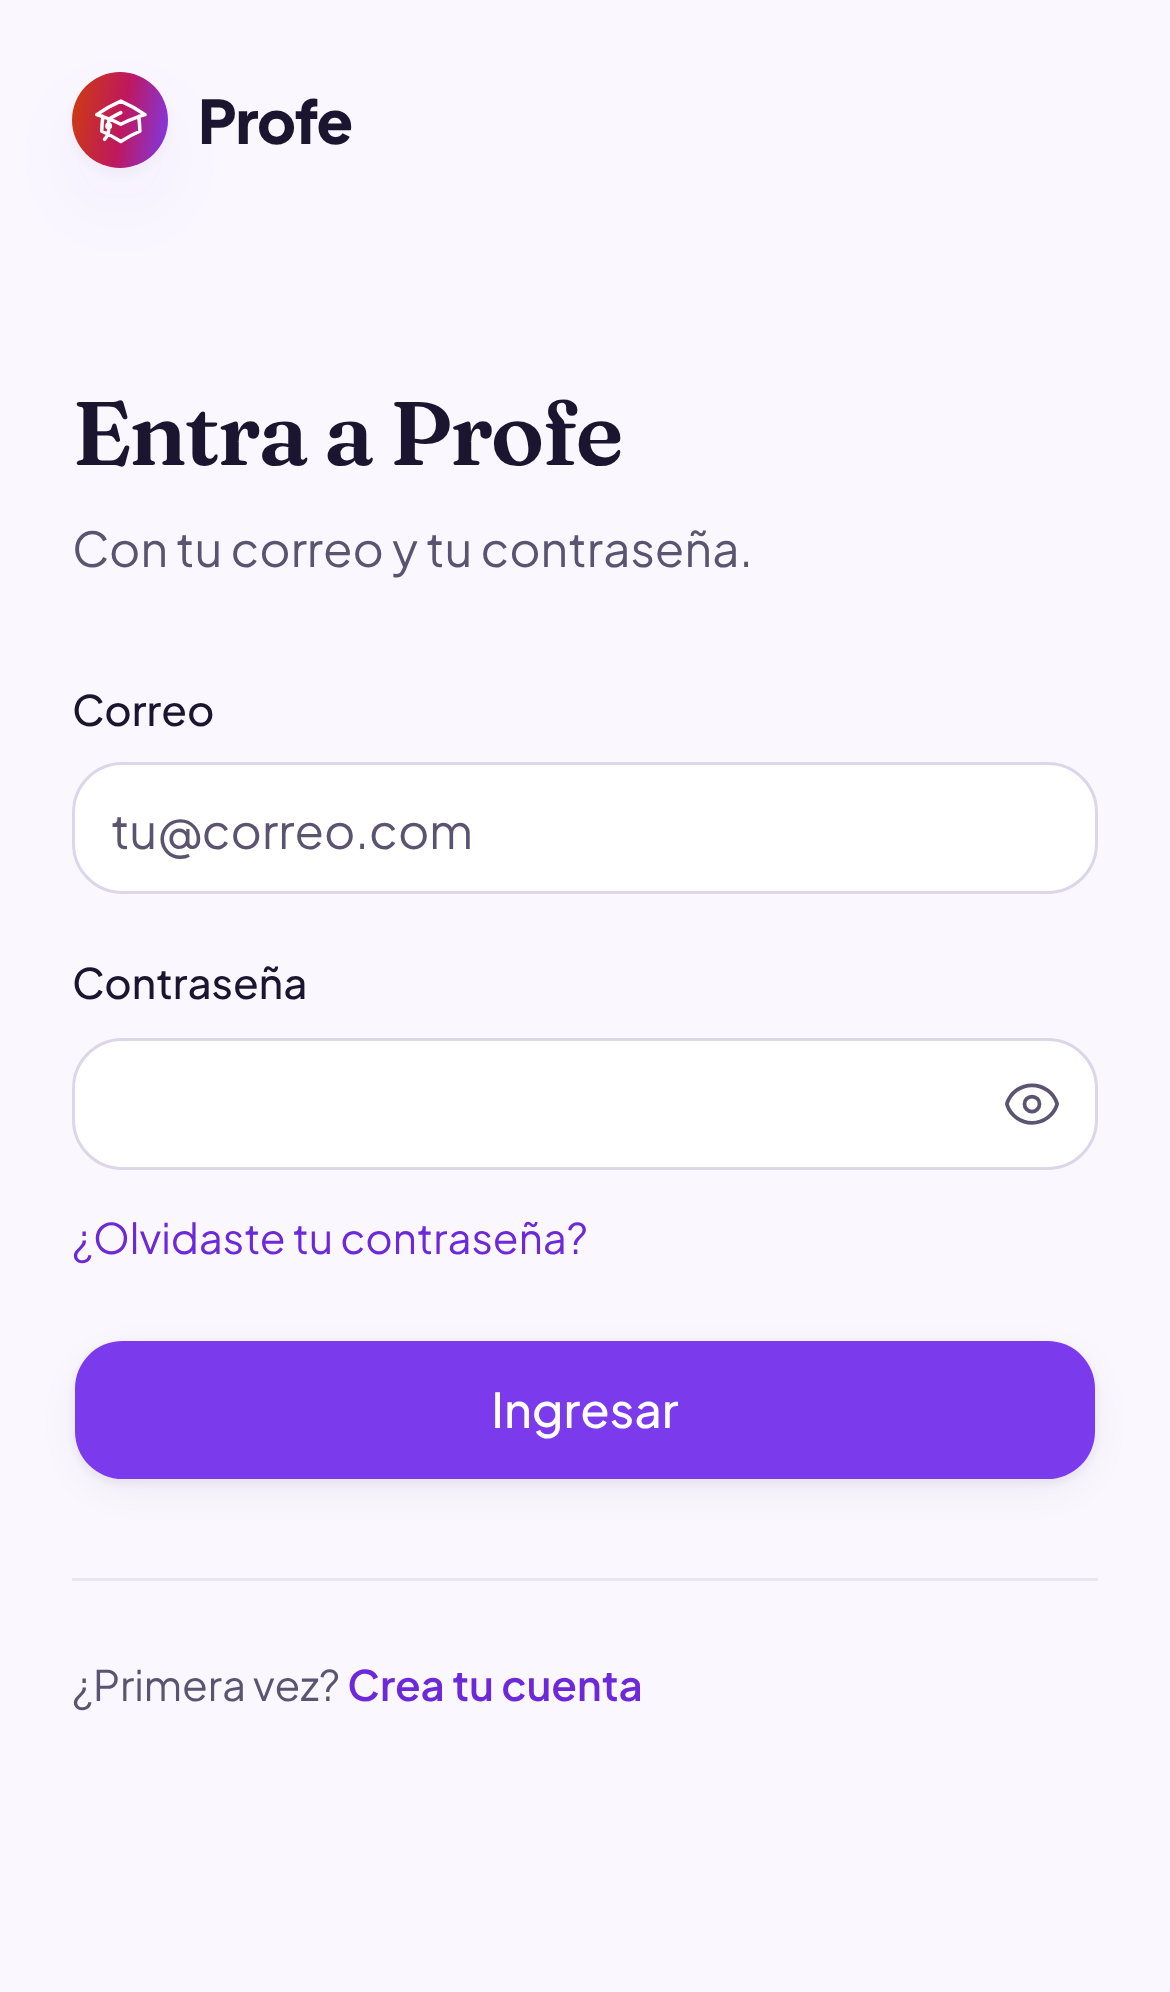 Profe
Entra a Profe
Con tu correo y tu contraseña.
Correo
tu@correo.com
Contraseña
¿Olvidaste tu contraseña?
Ingresar
¿Primera vez? Crea tu cuenta